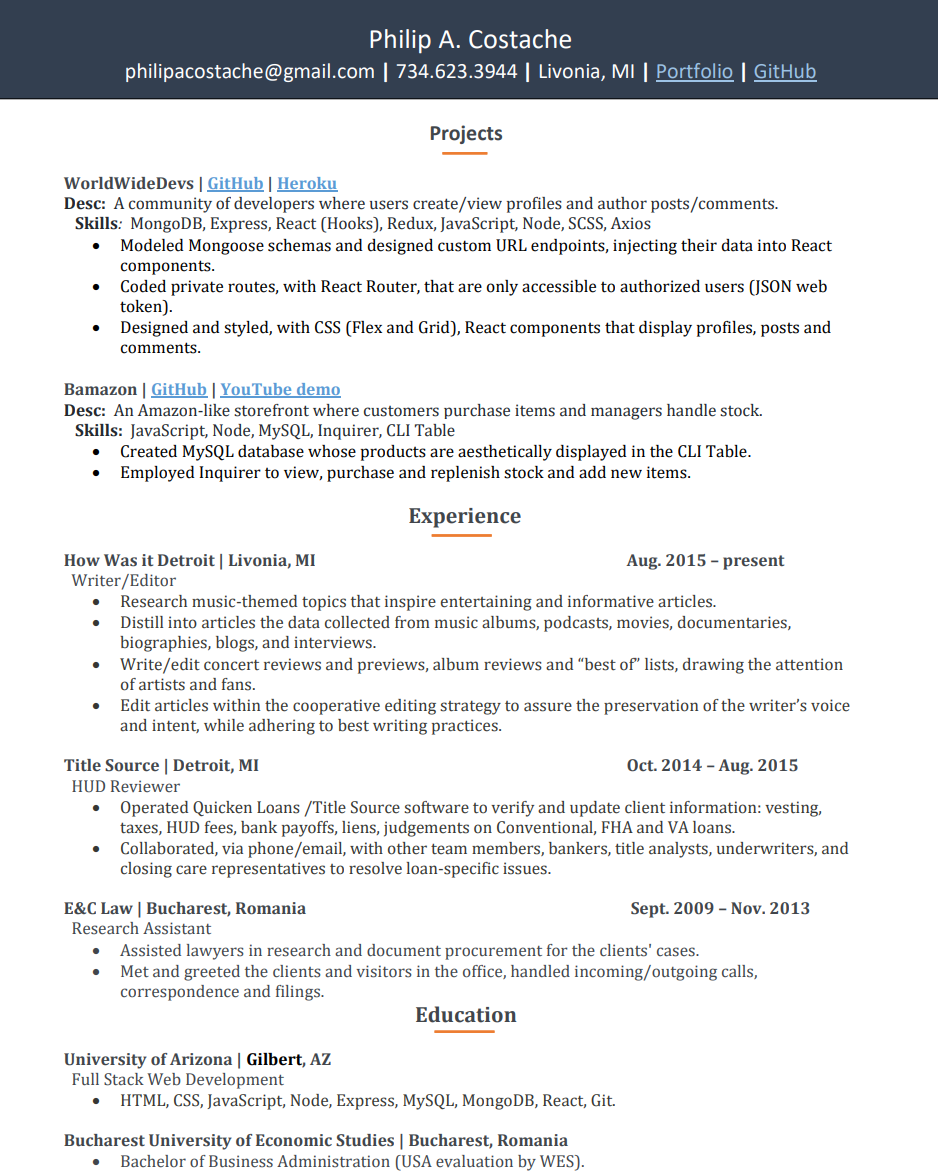 Philip A. Costache
philipacostache@gmail.com | 734.623.3944 | Livonia, MI | Portfolio | GitHub
Projects
WorldWideDevs | GitHub | Heroku
Desc: A community of developers where users create/view profiles and author posts/comments.
Skills: MongoDB, Express, React (Hooks), Redux, JavaScript, Node, SCSS, Axios
• Modeled Mongoose schemas and designed custom URL endpoints, injecting their data into React
components.
• Coded private routes, with React Router, that are only accessible to authorized users (JSON web
token).
• Designed and styled, with CSS (Flex and Grid), React components that display profiles, posts and
comments.
Bamazon | GitHub | YouTube demo
Desc: An Amazon-like storefront where customers purchase items and managers handle stock.
Skills: JavaScript, Node, MySQL, Inquirer, CLI Table
• Created MySQL database whose products are aesthetically displayed in the CLI Table.
• Employed Inquirer to view, purchase and replenish stock and add new items.
Experience
How Was it Detroit | Livonia, MI Aug. 2015 – present
Writer/Editor
• Research music-themed topics that inspire entertaining and informative articles.
• Distill into articles the data collected from music albums, podcasts, movies, documentaries,
biographies, blogs, and interviews.
• Write/edit concert reviews and previews, album reviews and “best of” lists, drawing the attention
of artists and fans.
• Edit articles within the cooperative editing strategy to assure the preservation of the writer’s voice
and intent, while adhering to best writing practices.
Title Source | Detroit, MI Oct. 2014 – Aug. 2015
HUD Reviewer
• Operated Quicken Loans /Title Source software to verify and update client information: vesting,
taxes, HUD fees, bank payoffs, liens, judgements on Conventional, FHA and VA loans.
• Collaborated, via phone/email, with other team members, bankers, title analysts, underwriters, and
closing care representatives to resolve loan-specific issues.
E&C Law | Bucharest, Romania Sept. 2009 – Nov. 2013
Research Assistant
• Assisted lawyers in research and document procurement for the clients' cases.
• Met and greeted the clients and visitors in the office, handled incoming/outgoing calls,
correspondence and filings.
Education
University of Arizona | Gilbert, AZ
Full Stack Web Development
• HTML, CSS, JavaScript, Node, Express, MySQL, MongoDB, React, Git.
Bucharest University of Economic Studies | Bucharest, Romania
• Bachelor of Business Administration (USA evaluation by WES).